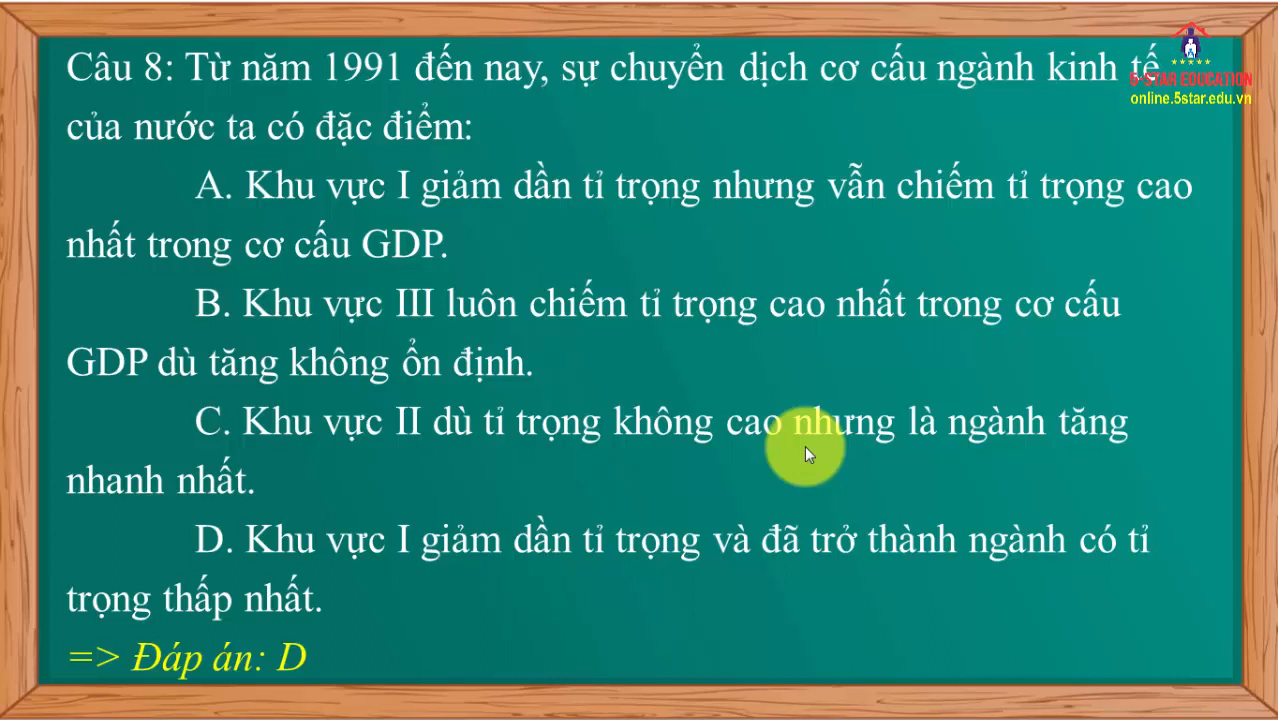 Câu 8: Từ năm 1991 đến nay, sự chuyển dịch cơ cấu ngành kinh tế
của nước ta có đặc điểm:
A. Khu vực I giảm dần tỉ trọng nhưng vẫn chiếm tỉ trọng cao
nhất trong cơ cấu GDP.
B. Khu vực III luôn chiếm tỉ trọng cao nhất trong cơ cấu
GDP dù tăng không ổn định.
C. Khu vực II dù tỉ trọng không cao nhưng là ngành tăng
nhanh nhất.
D. Khu vực I giảm dần tỉ trọng và đã trở thành ngành có tỉ
trọng thấp nhất.
=> Đáp án: D
5-STAR EDUCATION
online.5star.edu.vn